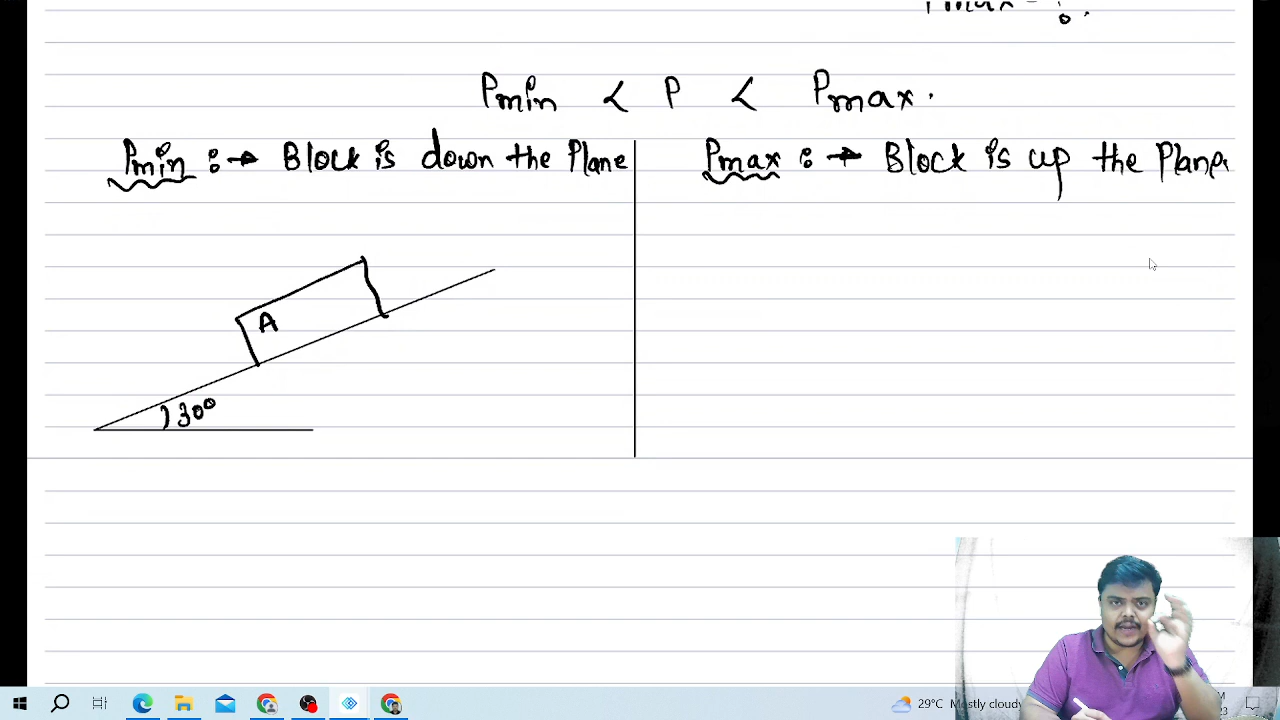 Pmin < P < Pmax.
Pmin :→ Block is down the Plane
Pmax :→ Block is up the Plane.
A
30°
29°C Mostly cloudy